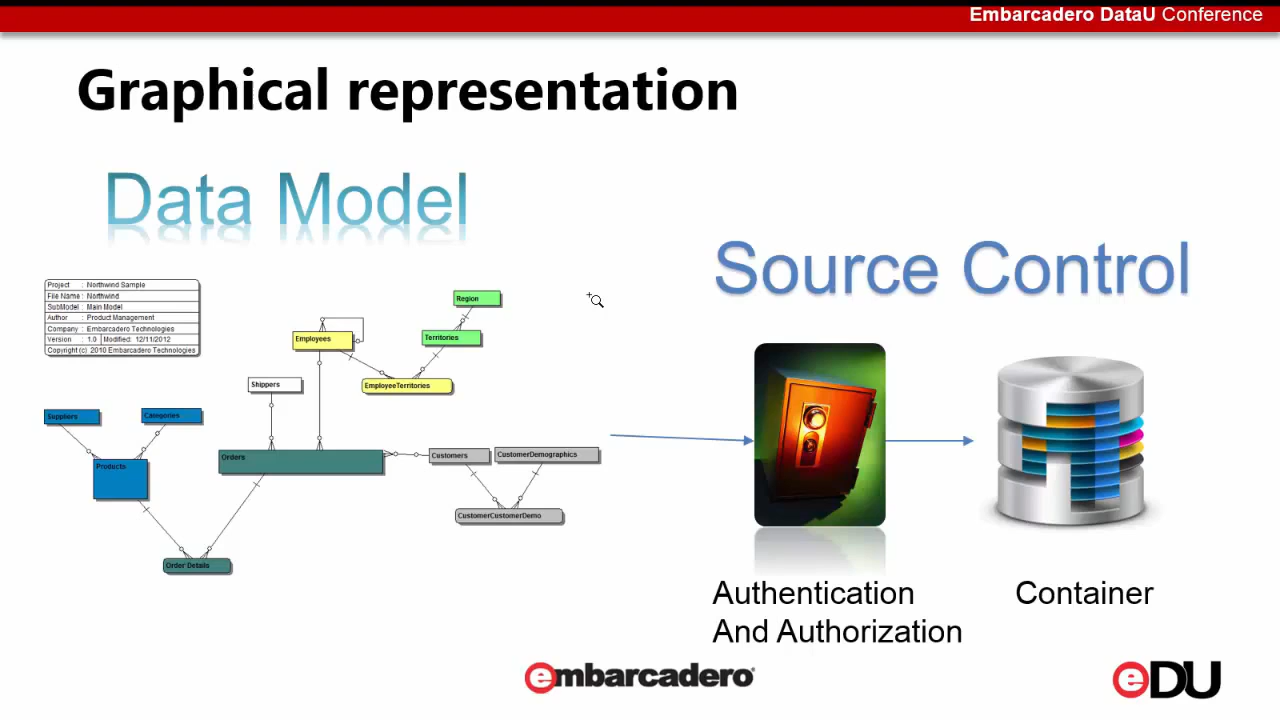 Embarcadero DataU Conference
Graphical representation
Data Model
Source Control
Project : Northwind Sample
File Name : Northwind
SubModel : Main Model
Author : Product Management
Company : Embarcadero Technologies
Version : 1.0 Modified: 12/11/2012
Copyright (c) 2010 Embarcadero Technologies
Region
Employees
Territories
Shippers
EmployeeTerritories
Suppliers
Categories
Orders
Customers
CustomerDemographics
Products
CustomerCustomerDemo
Order Details
Authentication
And Authorization
Container
embarcadero
eDU